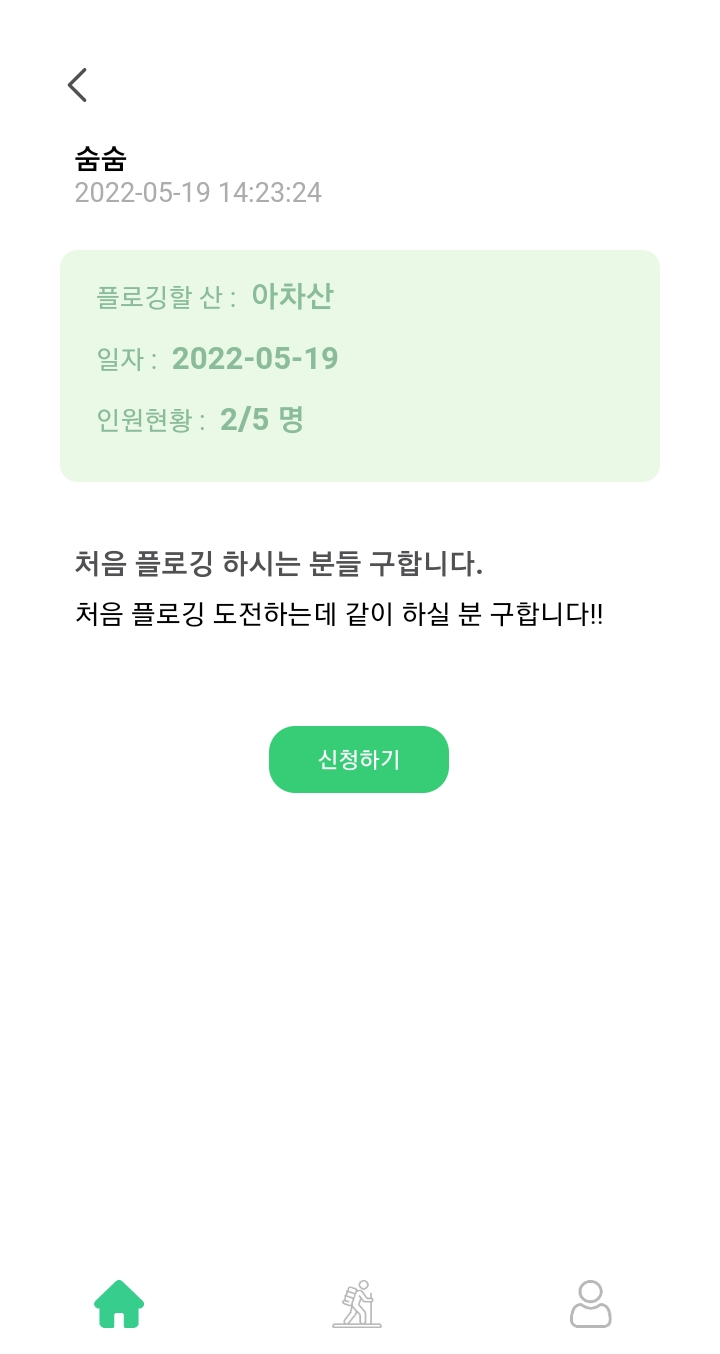 숨숨
2022-05-19 14:23:24
플로깅할 산 : 아차산
일자 : 2022-05-19
인원현황 : 2/5 명
처음 플로깅 하시는 분들 구합니다.
처음 플로깅 도전하는데 같이 하실 분 구합니다!!
신청하기